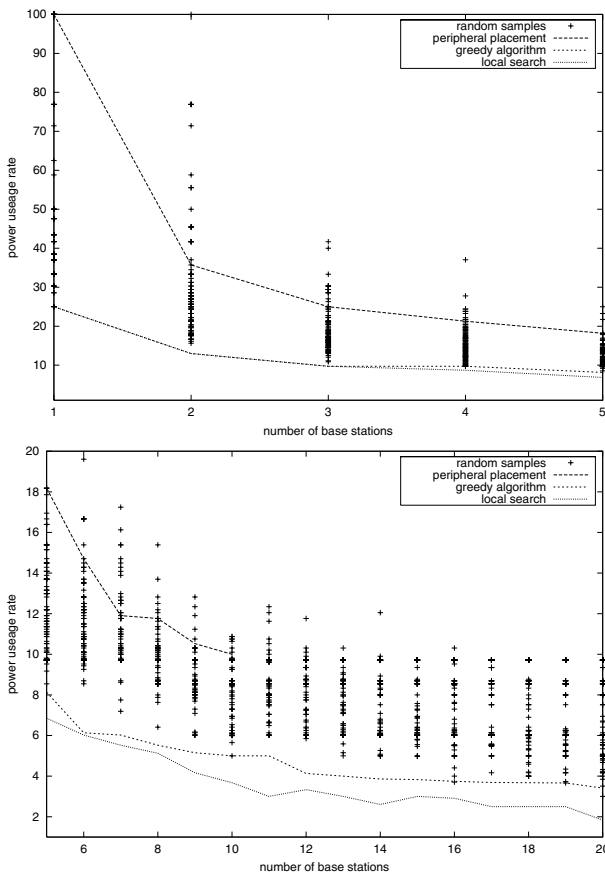 100
90
80
70
60
50
40
30
20
10
power useage rate
random samples
peripheral placement
greedy algorithm
local search
1
2
3
4
5
number of base stations
20
18
16
14
12
10
8
6
4
2
power useage rate
random samples
peripheral placement
greedy algorithm
local search
6
8
10
12
14
16
18
20
number of base stations